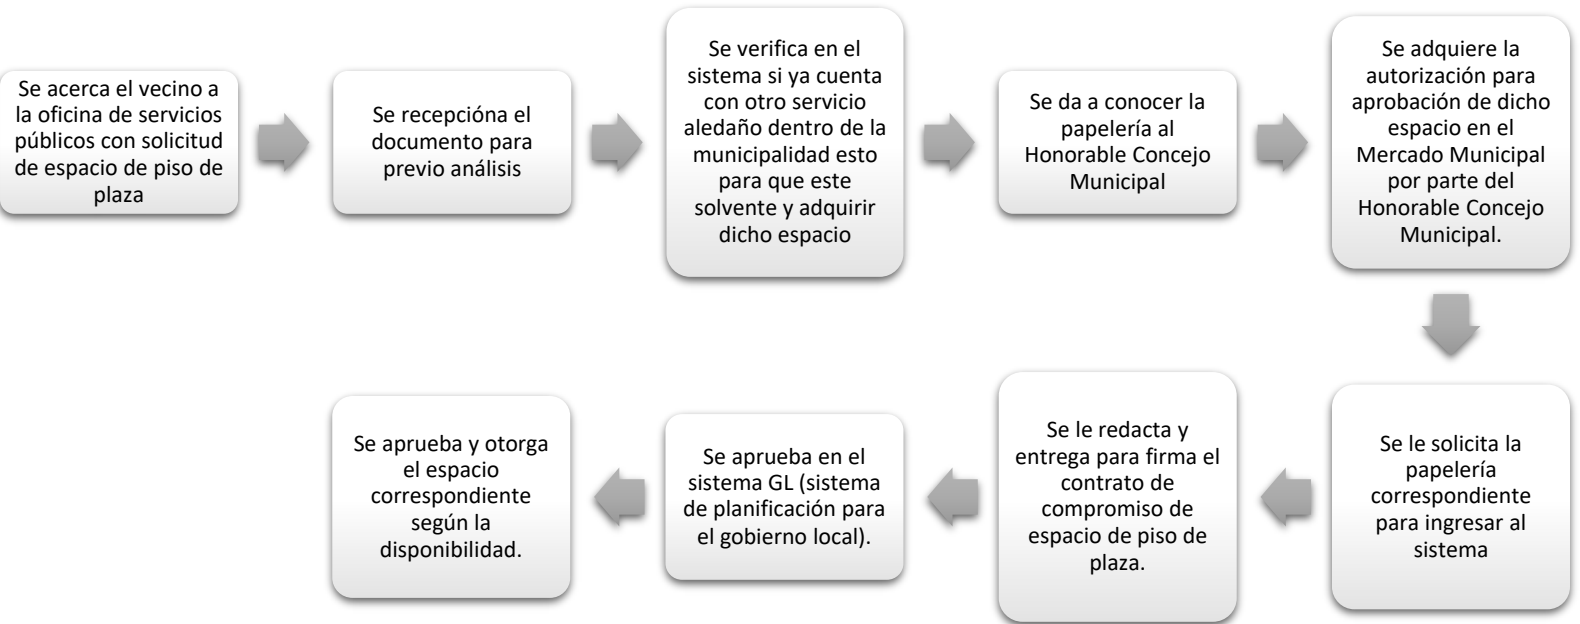 Se acerca el vecino a
la oficina de servicios
públicos con solicitud
de espacio de piso de
plaza
Se recepcióna el
documento para
previo análisis
Se verifica en el
sistema si ya cuenta
con otro servicio
aledaño dentro de la
municipalidad esto
para que este
solvente y adquirir
dicho espacio
Se da a conocer la
papelería al
Honorable Concejo
Municipal
Se adquiere la
autorización para
aprobación de dicho
espacio en el
Mercado Municipal
por parte del
Honorable Concejo
Municipal.
Se le solicita la
papelería
correspondiente
para ingresar al
sistema
Se le redacta y
entrega para firma el
contrato de
compromiso de
espacio de piso de
plaza.
Se aprueba en el
sistema GL (sistema
de planificación para
el gobierno local).
Se aprueba y otorga
el espacio
correspondiente
según la
disponibilidad.